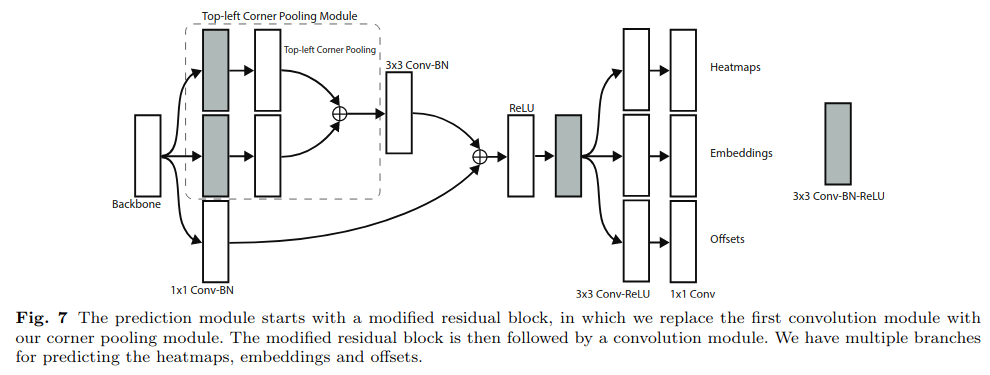 Top-left Corner Pooling Module
Top-left Corner Pooling
3x3 Conv-BN
Backbone
1x1 Conv-BN
ReLU
Heatmaps
Embeddings
Offsets
3x3 Conv-ReLU
1x1 Conv
3x3 Conv-BN-ReLU
Fig. 7 The prediction module starts with a modified residual block, in which we replace the first convolution module with
our corner pooling module. The modified residual block is then followed by a convolution module. We have multiple branches
for predicting the heatmaps, embeddings and offsets.